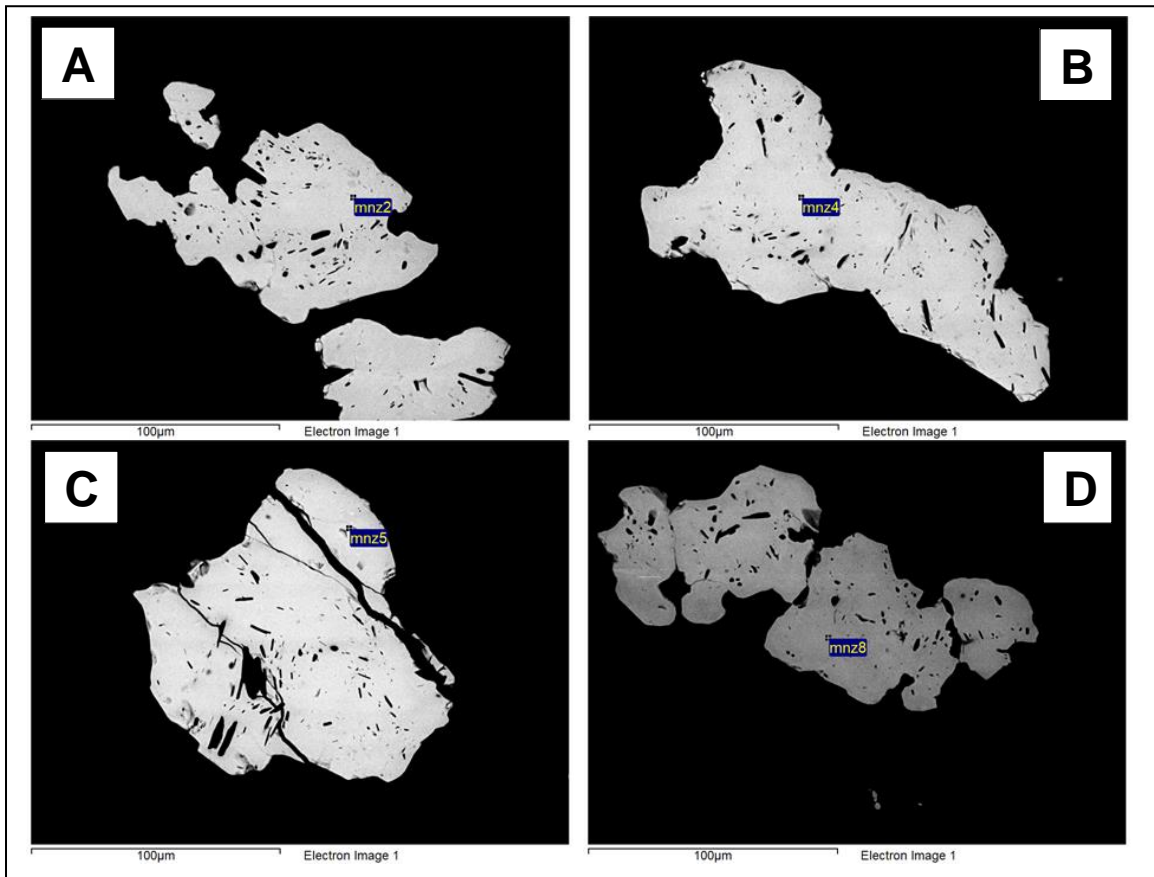 A
B
mnz2
mnz4
100µm Electron Image 1
100µm Electron Image 1
C
D
mnz5
mnz8
100µm Electron Image 1
100µm Electron Image 1